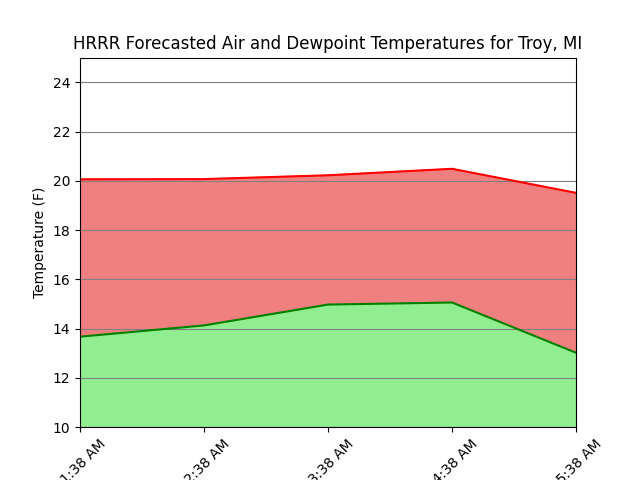 HRRR Forecasted Air and Dewpoint Temperatures for Troy, MI
Temperature (F)
24
22
20
18
16
14
12
10
1:38 AM
2:38 AM
3:38 AM
4:38 AM
5:38 AM